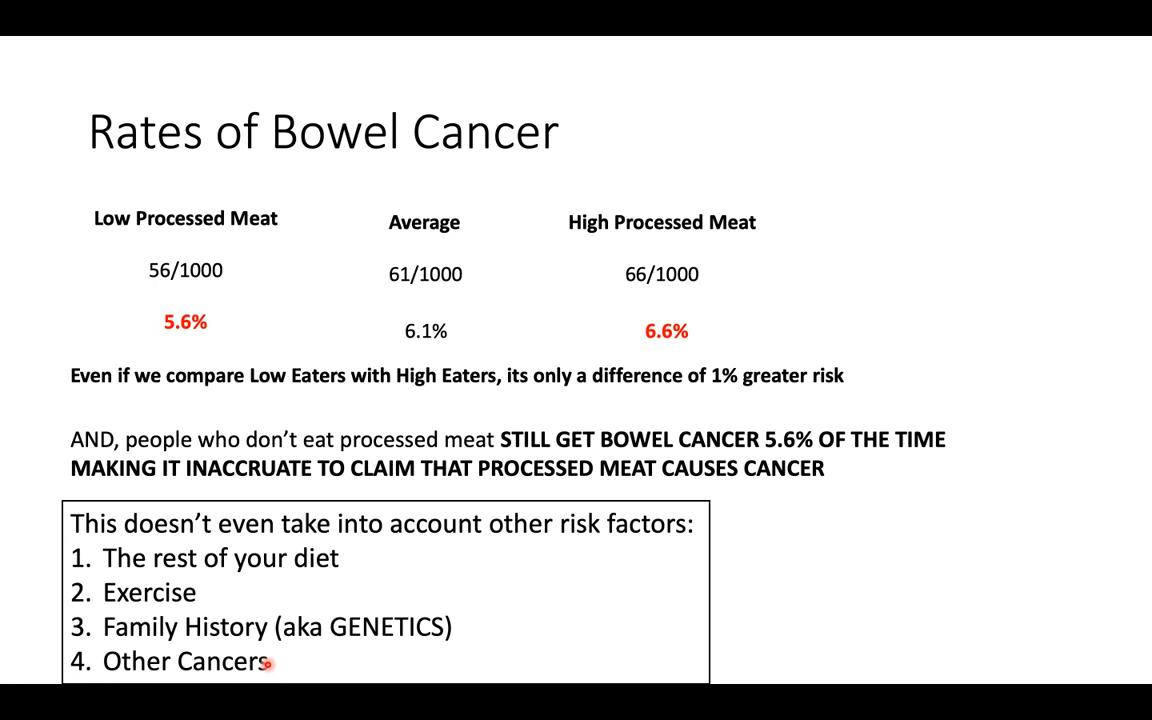 Rates of Bowel Cancer
Low Processed Meat
Average
High Processed Meat
56/1000
61/1000
66/1000
5.6%
6.1%
6.6%
Even if we compare Low Eaters with High Eaters, its only a difference of 1% greater risk
AND, people who don’t eat processed meat STILL GET BOWEL CANCER 5.6% OF THE TIME
MAKING IT INACCRUATE TO CLAIM THAT PROCESSED MEAT CAUSES CANCER
This doesn’t even take into account other risk factors:
1. The rest of your diet
2. Exercise
3. Family History (aka GENETICS)
4. Other Cancers